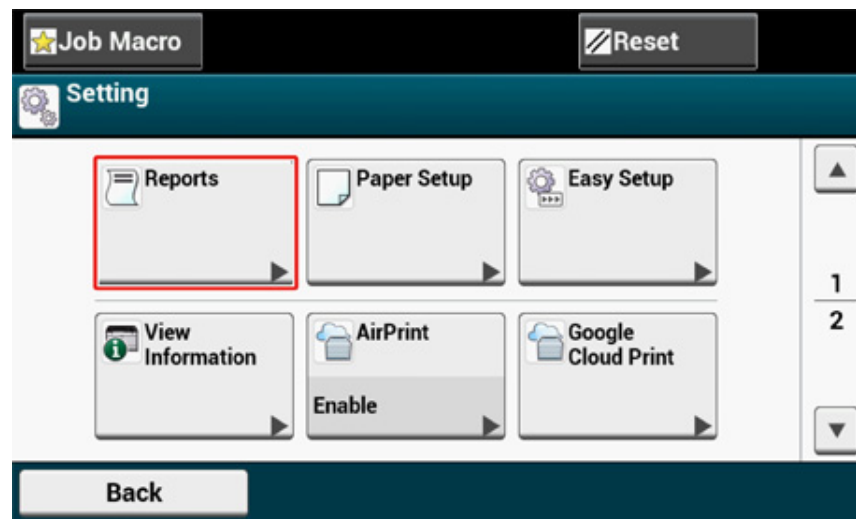 Job Macro
Reset
Setting
Reports
Paper Setup
Easy Setup
View
Information
AirPrint
Enable
Google
Cloud Print
1
2
Back